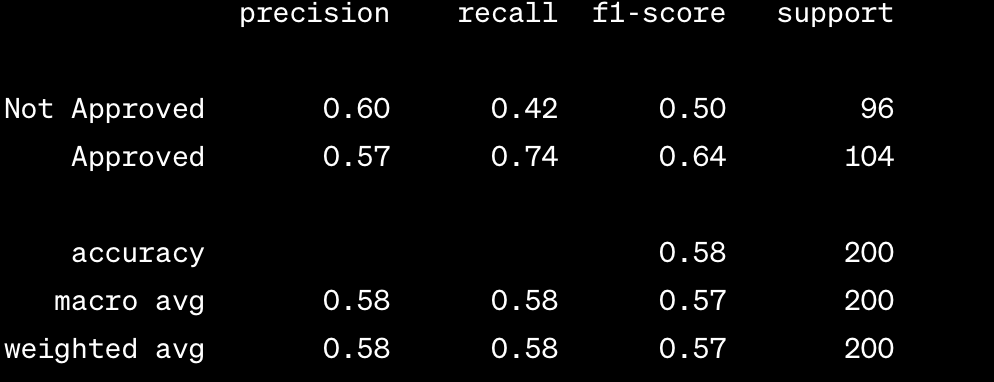 precision recall f1-score support
Not Approved 0.60 0.42 0.50 96
Approved 0.57 0.74 0.64 104
accuracy 0.58 200
macro avg 0.58 0.58 0.57 200
weighted avg 0.58 0.58 0.57 200